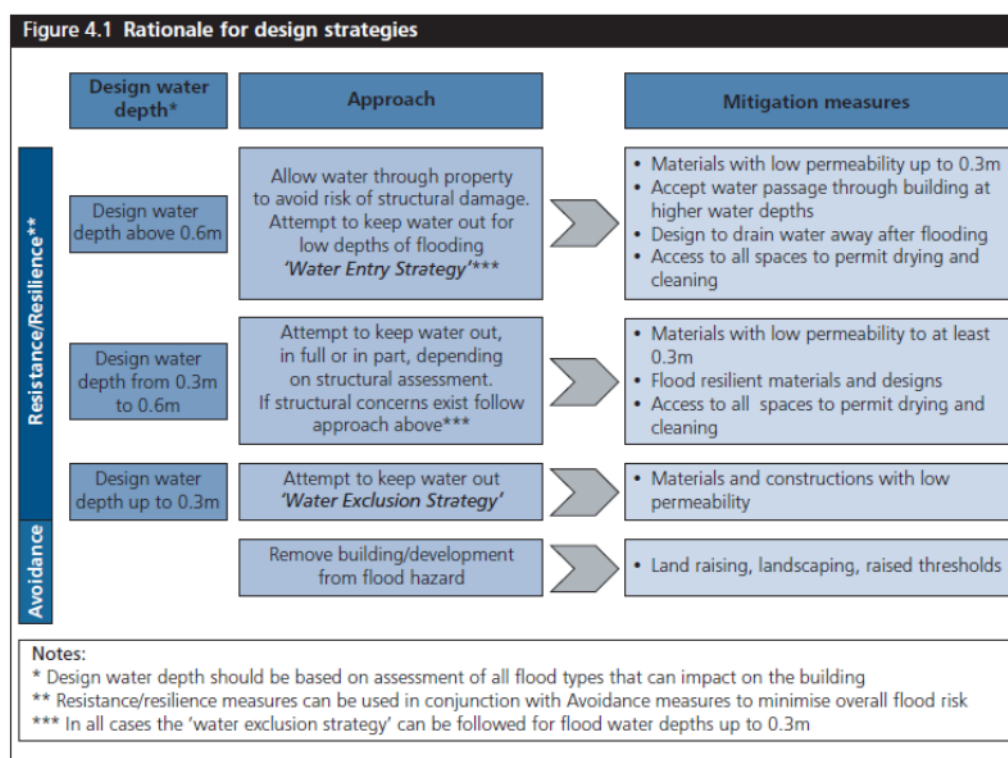 Figure 4.1 Rationale for design strategies
Design water
depth*
Approach
Mitigation measures
Resistance/Resilience**
Design water
depth above 0.6m
Allow water through property
to avoid risk of structural damage.
Attempt to keep water out for
low depths of flooding
'Water Entry Strategy'***
• Materials with low permeability up to 0.3m
• Accept water passage through building at
higher water depths
• Design to drain water away after flooding
• Access to all spaces to permit drying and
cleaning
Design water
depth from 0.3m
to 0.6m
Attempt to keep water out,
in full or in part, depending
on structural assessment.
If structural concerns exist follow
approach above***
• Materials with low permeability to at least
0.3m
• Flood resilient materials and designs
• Access to all spaces to permit drying and
cleaning
Design water
depth up to 0.3m
Attempt to keep water out
'Water Exclusion Strategy'
• Materials and constructions with low
permeability
Avoidance
Remove building/development
from flood hazard
• Land raising, landscaping, raised thresholds
Notes:
* Design water depth should be based on assessment of all flood types that can impact on the building
** Resistance/resilience measures can be used in conjunction with Avoidance measures to minimise overall flood risk
*** In all cases the 'water exclusion strategy' can be followed for flood water depths up to 0.3m